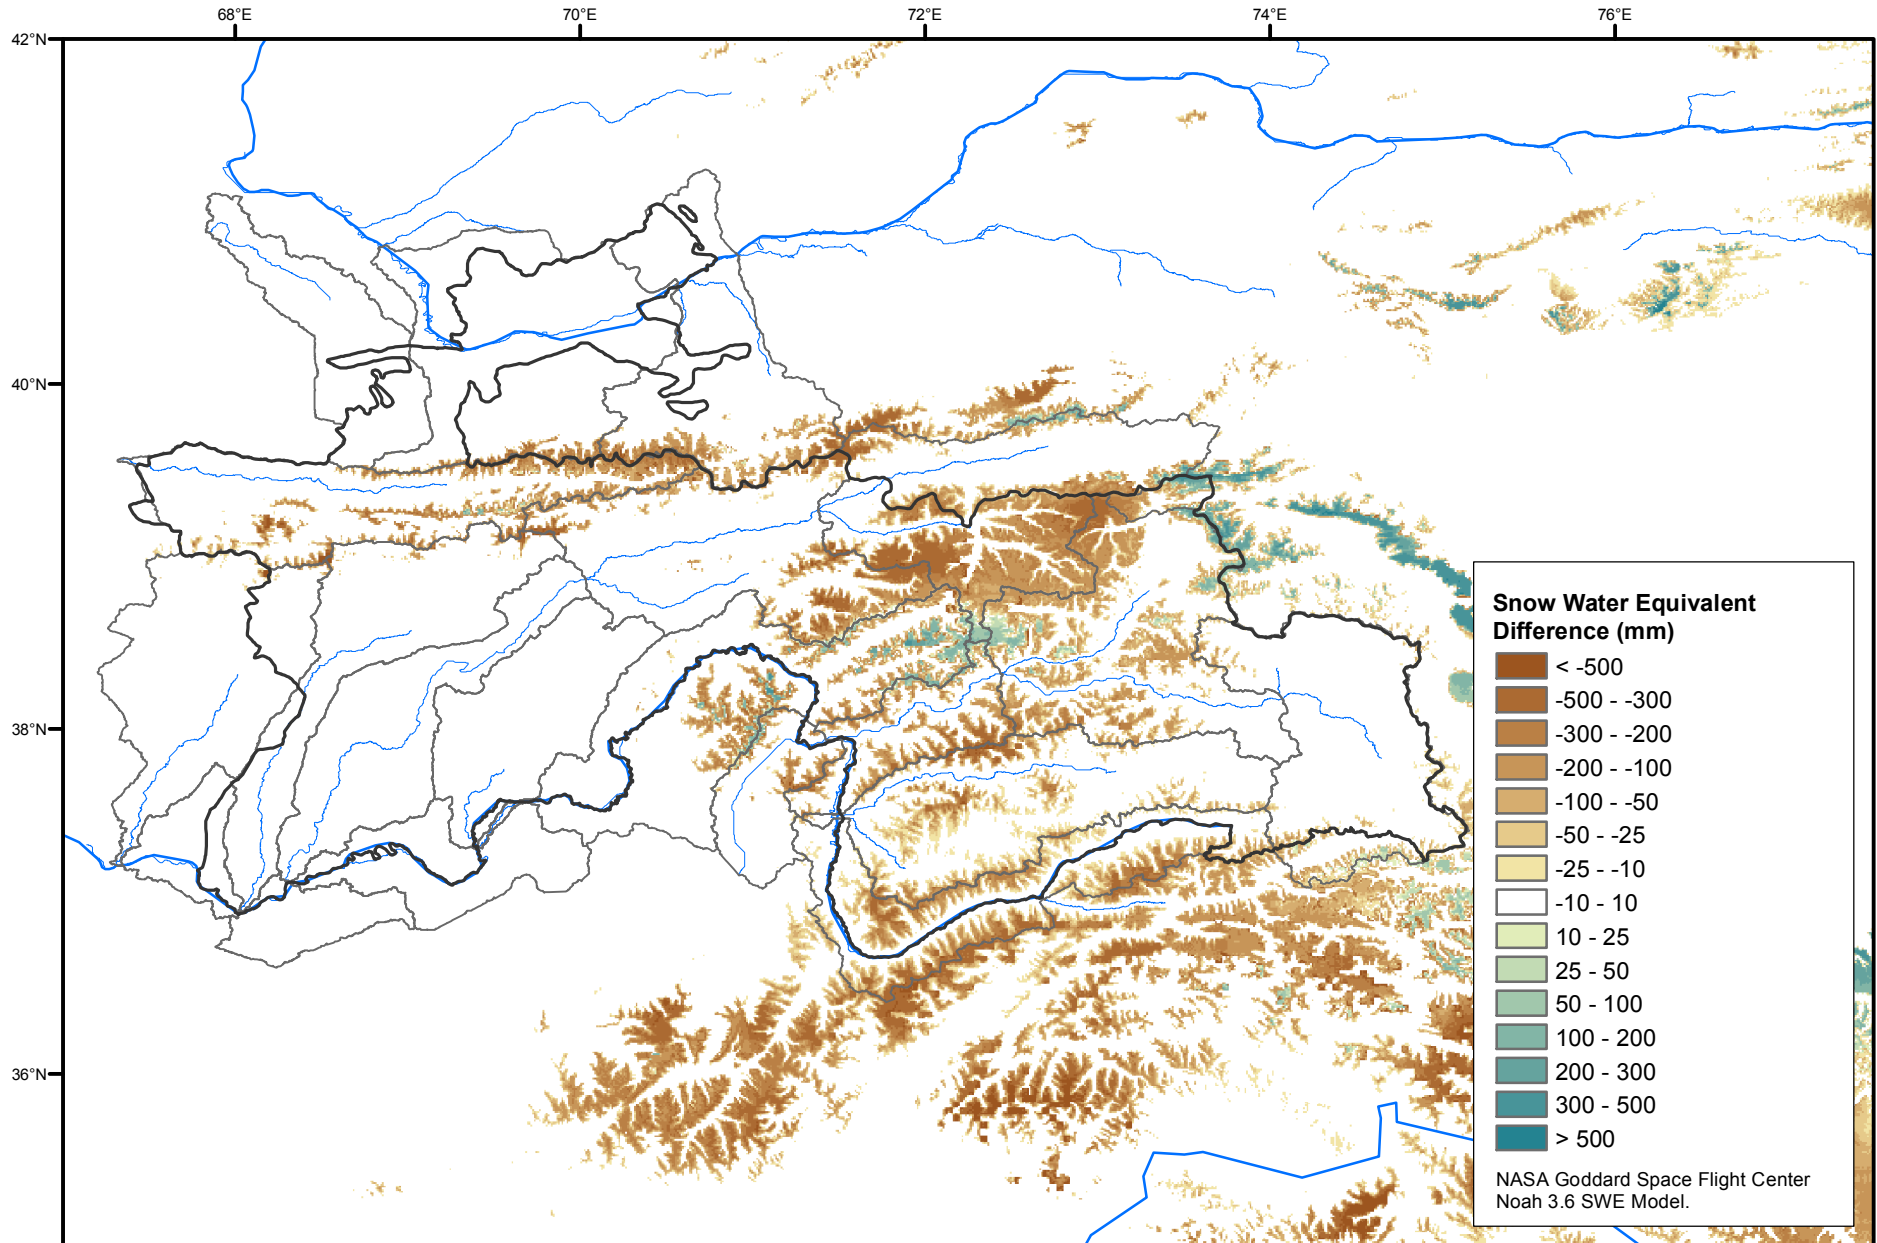 68°E
70°E
72°E
74°E
76°E
42°N
40°N
38°N
36°N
Snow Water Equivalent
Difference (mm)
< -500
-500 - -300
-300 - -200
-200 - -100
-100 - -50
-50 - -25
-25 - -10
-10 - 10
10 - 25
25 - 50
50 - 100
100 - 200
200 - 300
300 - 500
> 500
NASA Goddard Space Flight Center
Noah 3.6 SWE Model.